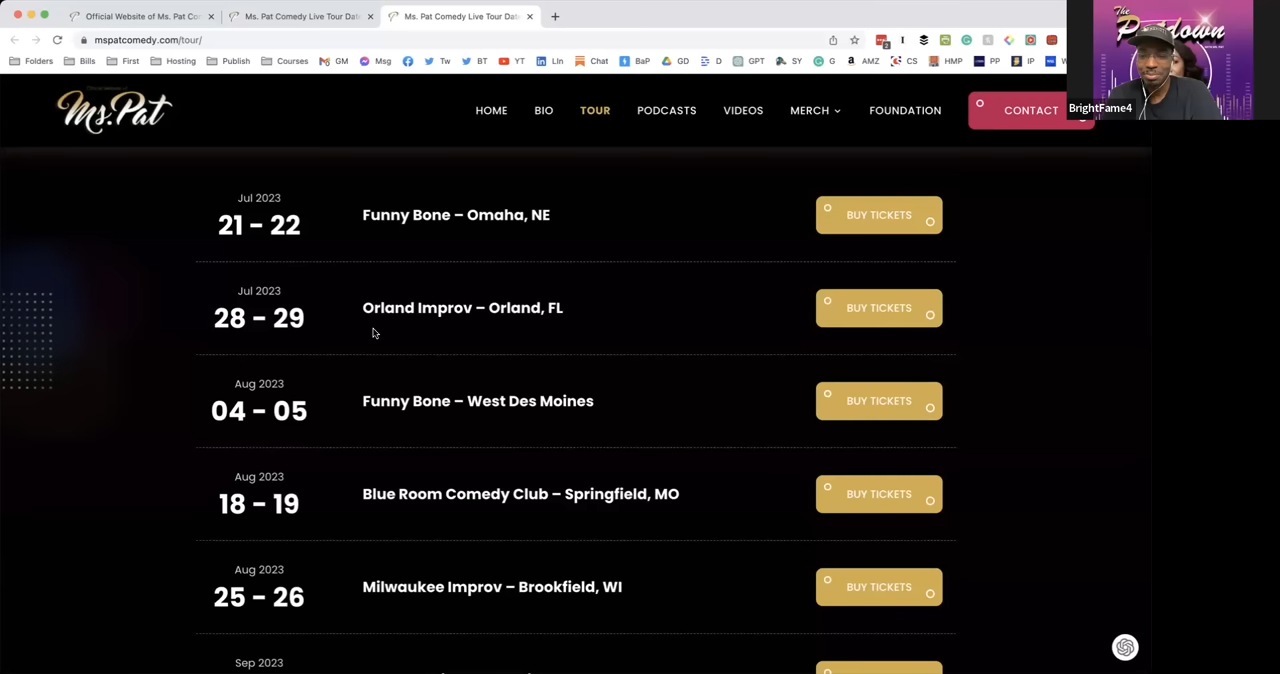 Official Website of Ms. Pat Co
Ms. Pat Comedy Live Tour Dat
Ms. Pat Comedy Live Tour Dat
mspatcomedy.com/tour/
Folders Bills First Hosting Publish Courses GM Msg Tw BT YT LIn Chat BaP GD D GPT SY G AMZ CS HMP PP IP W
The
Patdown
BrightFame4
Ms. Pat
HOME BIO TOUR PODCASTS VIDEOS MERCH FOUNDATION CONTACT
Jul 2023
21 – 22
Funny Bone – Omaha, NE
BUY TICKETS
Jul 2023
28 – 29
Orland Improv – Orland, FL
BUY TICKETS
Aug 2023
04 – 05
Funny Bone – West Des Moines
BUY TICKETS
Aug 2023
18 – 19
Blue Room Comedy Club – Springfield, MO
BUY TICKETS
Aug 2023
25 – 26
Milwaukee Improv – Brookfield, WI
BUY TICKETS
Sep 2023